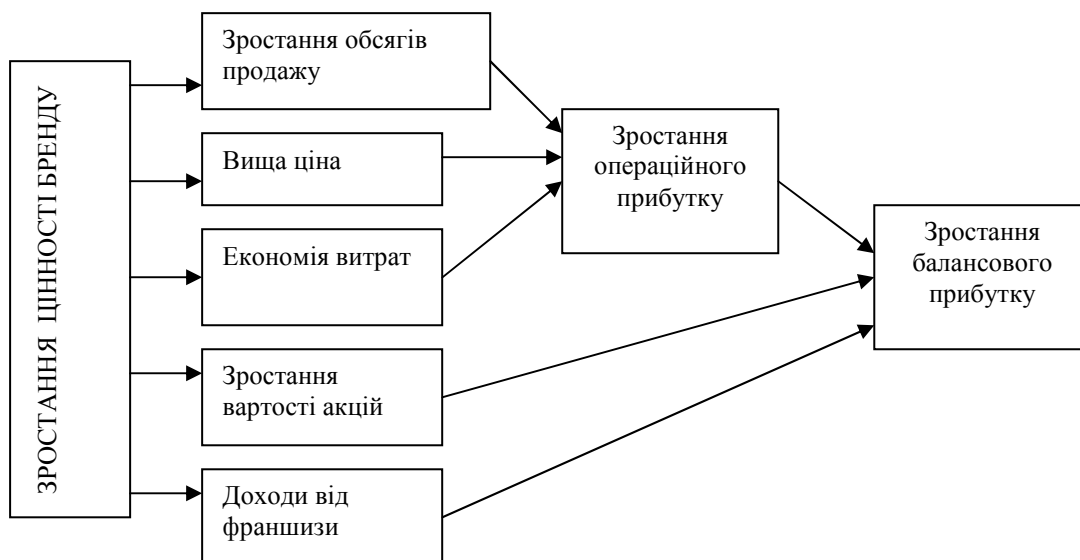 ЗРОСТАННЯ ЦІННОСТІ БРЕНДУ
Зростання обсягів
продажу
Вища ціна
Економія витрат
Зростання
вартості акцій
Доходи від
франшизи
Зростання
операційного
прибутку
Зростання
балансового
прибутку